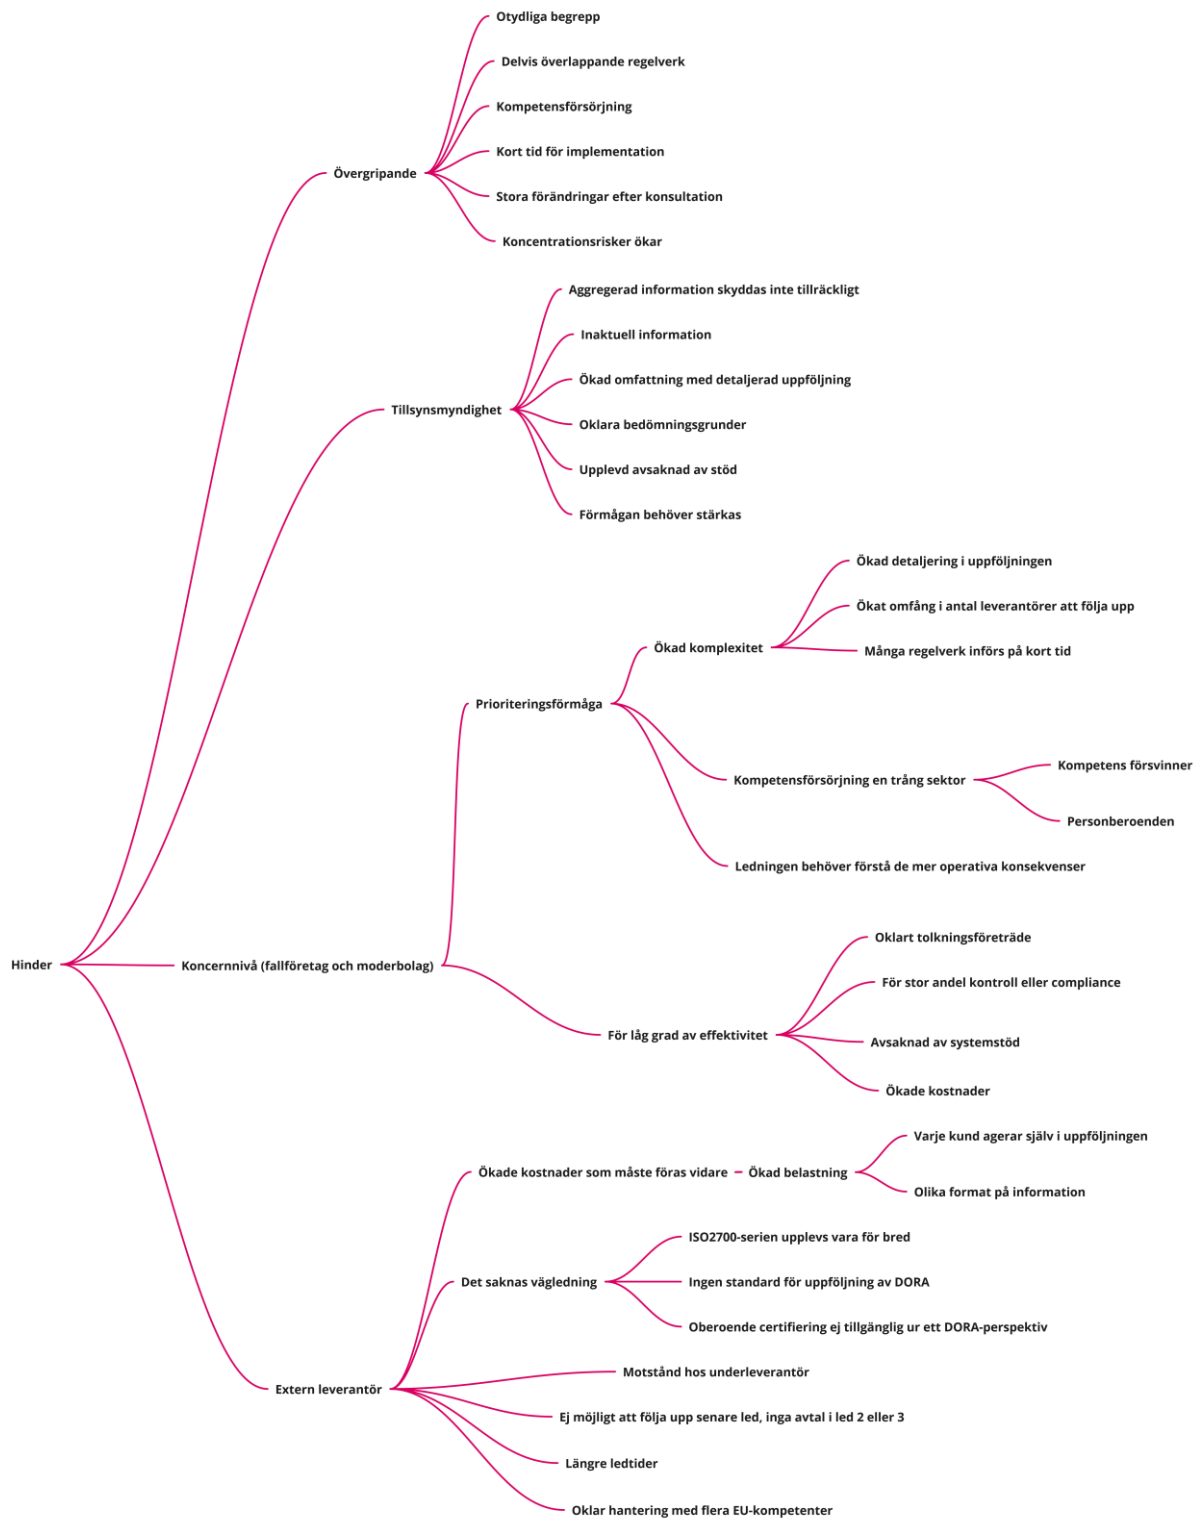 Hinder
Övergripande
Otydliga begrepp
Delvis överlappande regelverk
Kompetensförsörjning
Kort tid för implementation
Stora förändringar efter konsultation
Koncentrationsrisker ökar
Tillsynsmyndighet
Aggregerad information skyddas inte tillräckligt
Inaktuell information
Ökad omfattning med detaljerad uppföljning
Oklara bedömningsgrunder
Upplevd avsaknad av stöd
Förmågan behöver stärkas
Koncernnivå (fallföretag och moderbolag)
Prioriteringsförmåga
Ökad komplexitet
Ökad detaljering i uppföljningen
Ökat omfång i antal leverantörer att följa upp
Många regelverk införs på kort tid
Kompetensförsörjning en trång sektor
Kompetens försvinner
Personberoenden
Ledningen behöver förstå de mer operativa konsekvenser
För låg grad av effektivitet
Oklart tolkningsföreträde
För stor andel kontroll eller compliance
Avsaknad av systemstöd
Ökade kostnader
Extern leverantör
Ökade kostnader som måste föras vidare
Ökad belastning
Varje kund agerar själv i uppföljningen
Olika format på information
Det saknas vägledning
ISO2700-serien upplevs vara för bred
Ingen standard för uppföljning av DORA
Oberoende certifiering ej tillgänglig ur ett DORA-perspektiv
Motstånd hos underleverantör
Ej möjligt att följa upp senare led, inga avtal i led 2 eller 3
Längre ledtider
Oklar hantering med flera EU-kompetenter